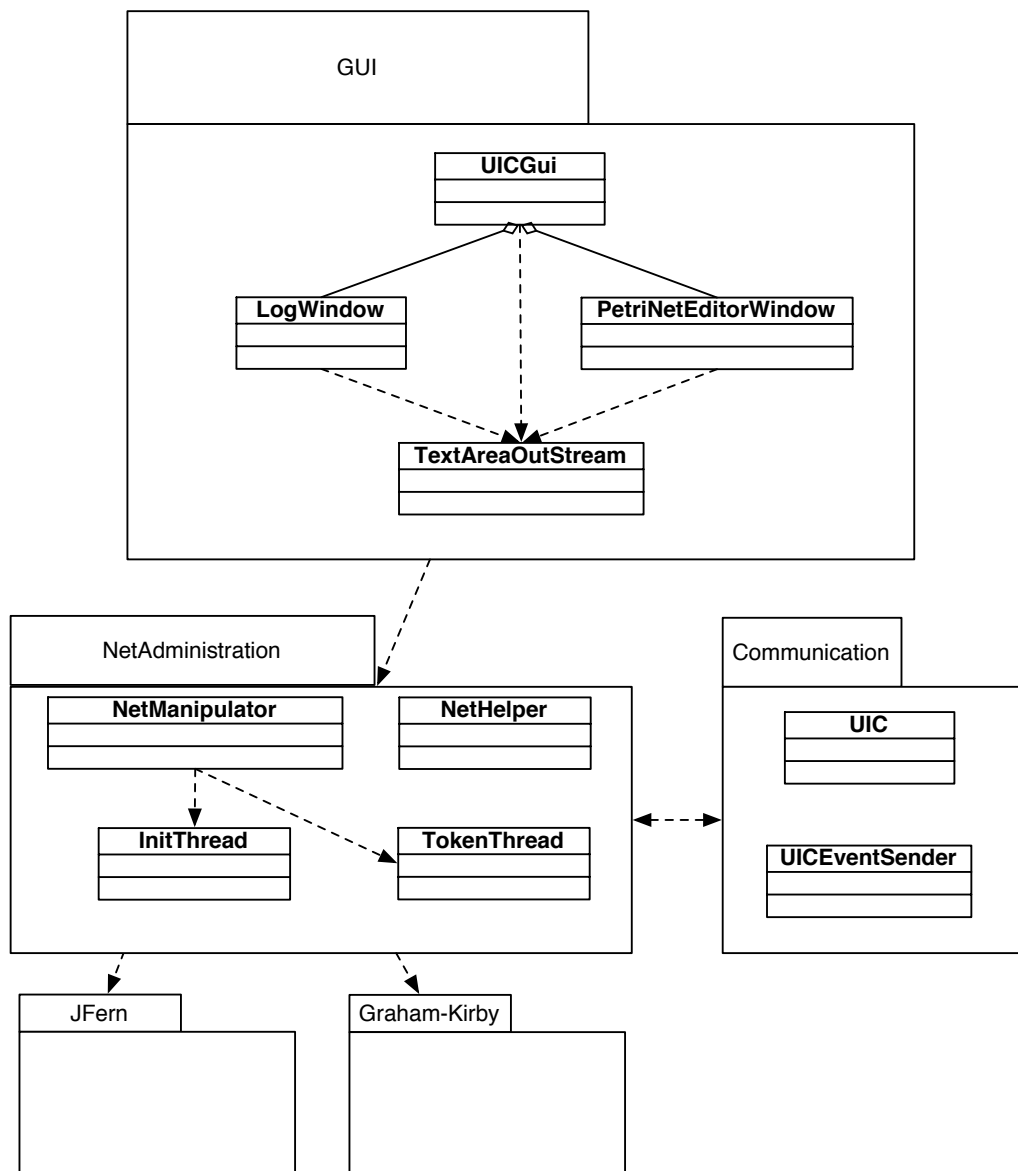 GUI
UICGui
LogWindow
PetriNetEditorWindow
TextAreaOutStream
NetAdministration
Communication
NetManipulator
NetHelper
UIC
InitThread
TokenThread
UICEventSender
JFern
Graham-Kirby